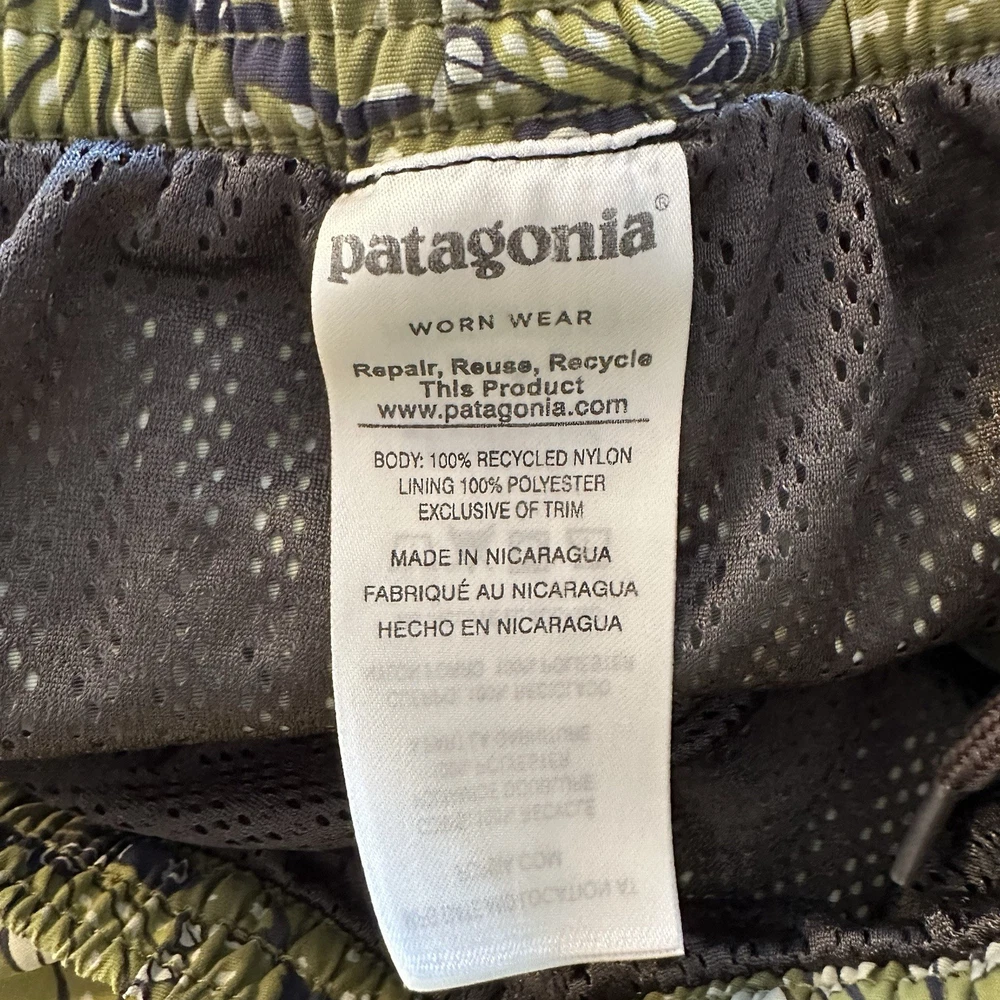 patagonia®
WORN WEAR
Repair, Reuse, Recycle
This Product
www.patagonia.com
BODY: 100% RECYCLED NYLON
LINING 100% POLYESTER
EXCLUSIVE OF TRIM
MADE IN NICARAGUA
FABRIQUÉ AU NICARAGUA
HECHO EN NICARAGUA